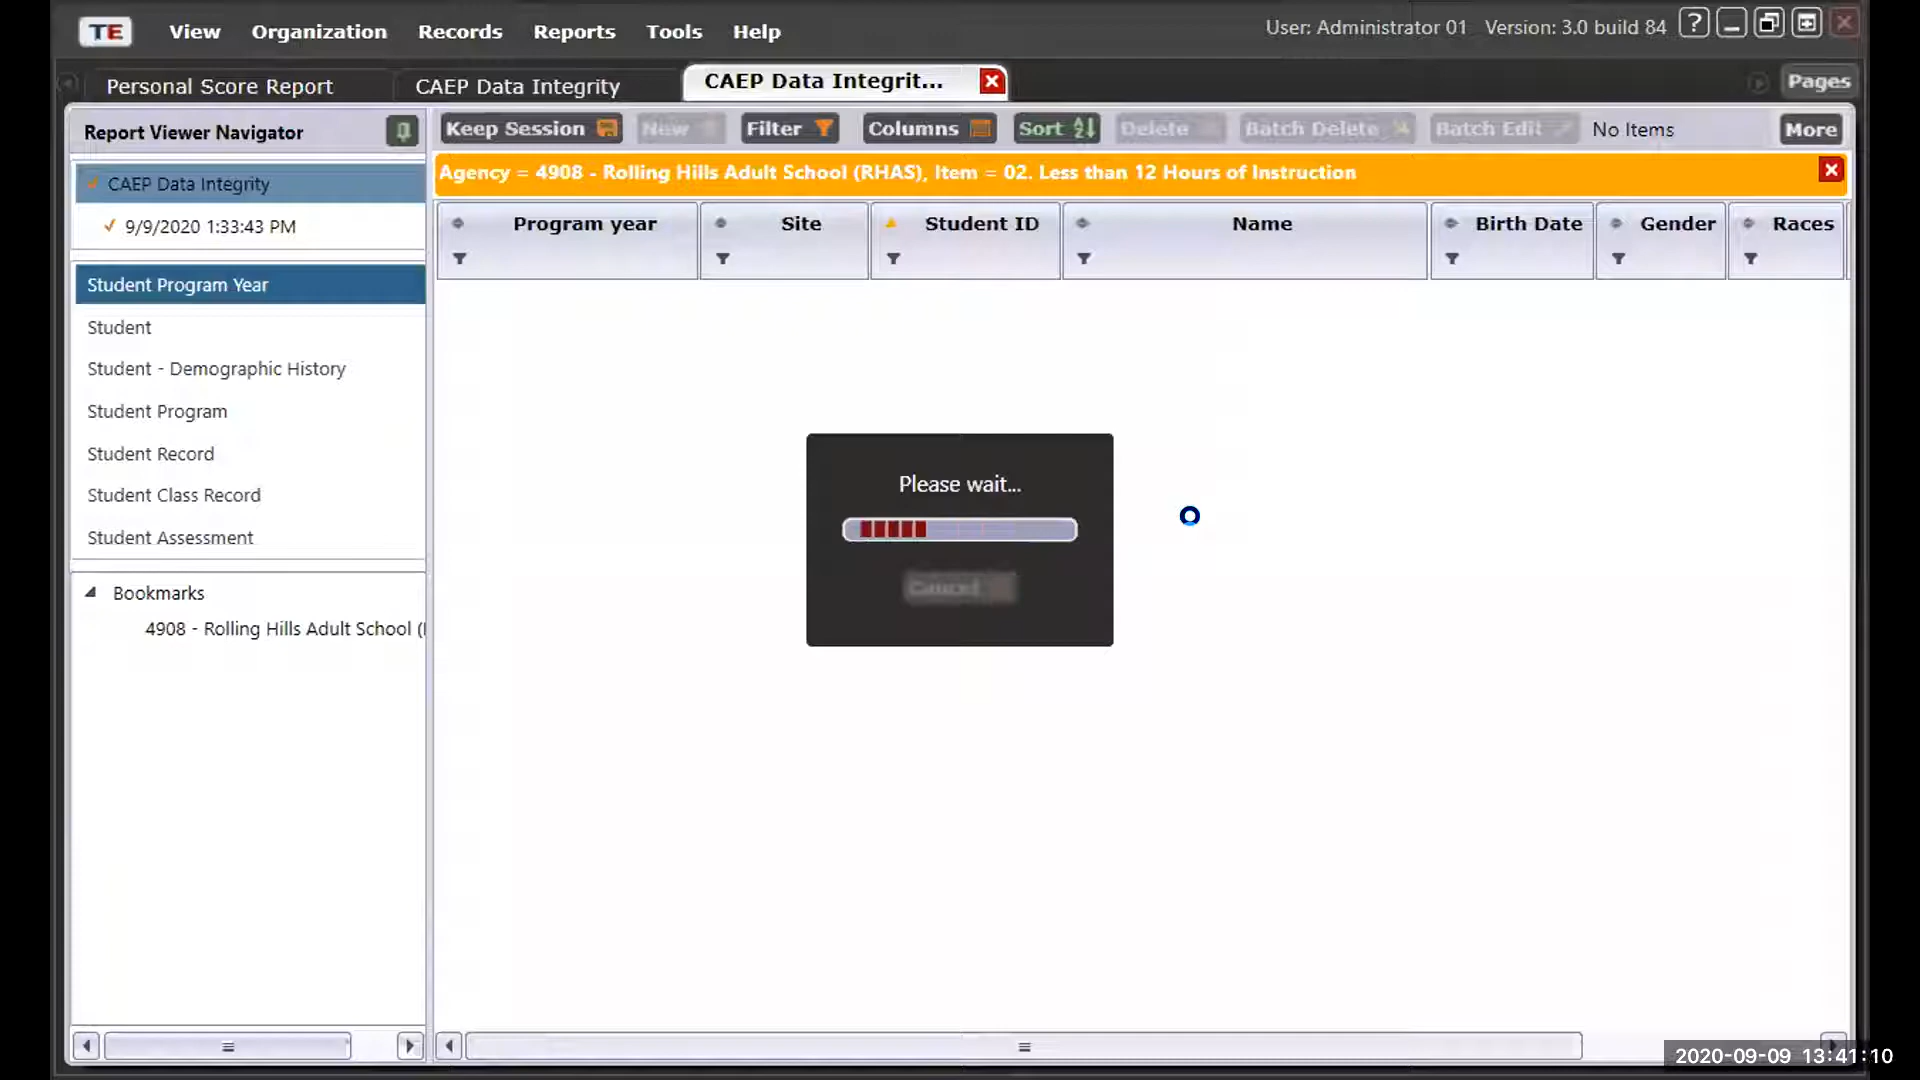 TE View Organization Records Reports Tools Help User: Administrator 01 Version: 3.0 build 84 ?
Personal Score Report CAEP Data Integrity CAEP Data Integrit... Pages
Report Viewer Navigator
Keep Session New Filter Columns Sort Delete Batch Delete Batch Edit No Items More
Agency = 4908 - Rolling Hills Adult School (RHAS), Item = 02. Less than 12 Hours of Instruction
CAEP Data Integrity
9/9/2020 1:33:43 PM
Program year Site Student ID Name Birth Date Gender Races
Student Program Year
Student
Student - Demographic History
Student Program
Student Record
Student Class Record
Student Assessment
Bookmarks
4908 - Rolling Hills Adult School (
Please wait...
Cancel
2020-09-09 13:41:10